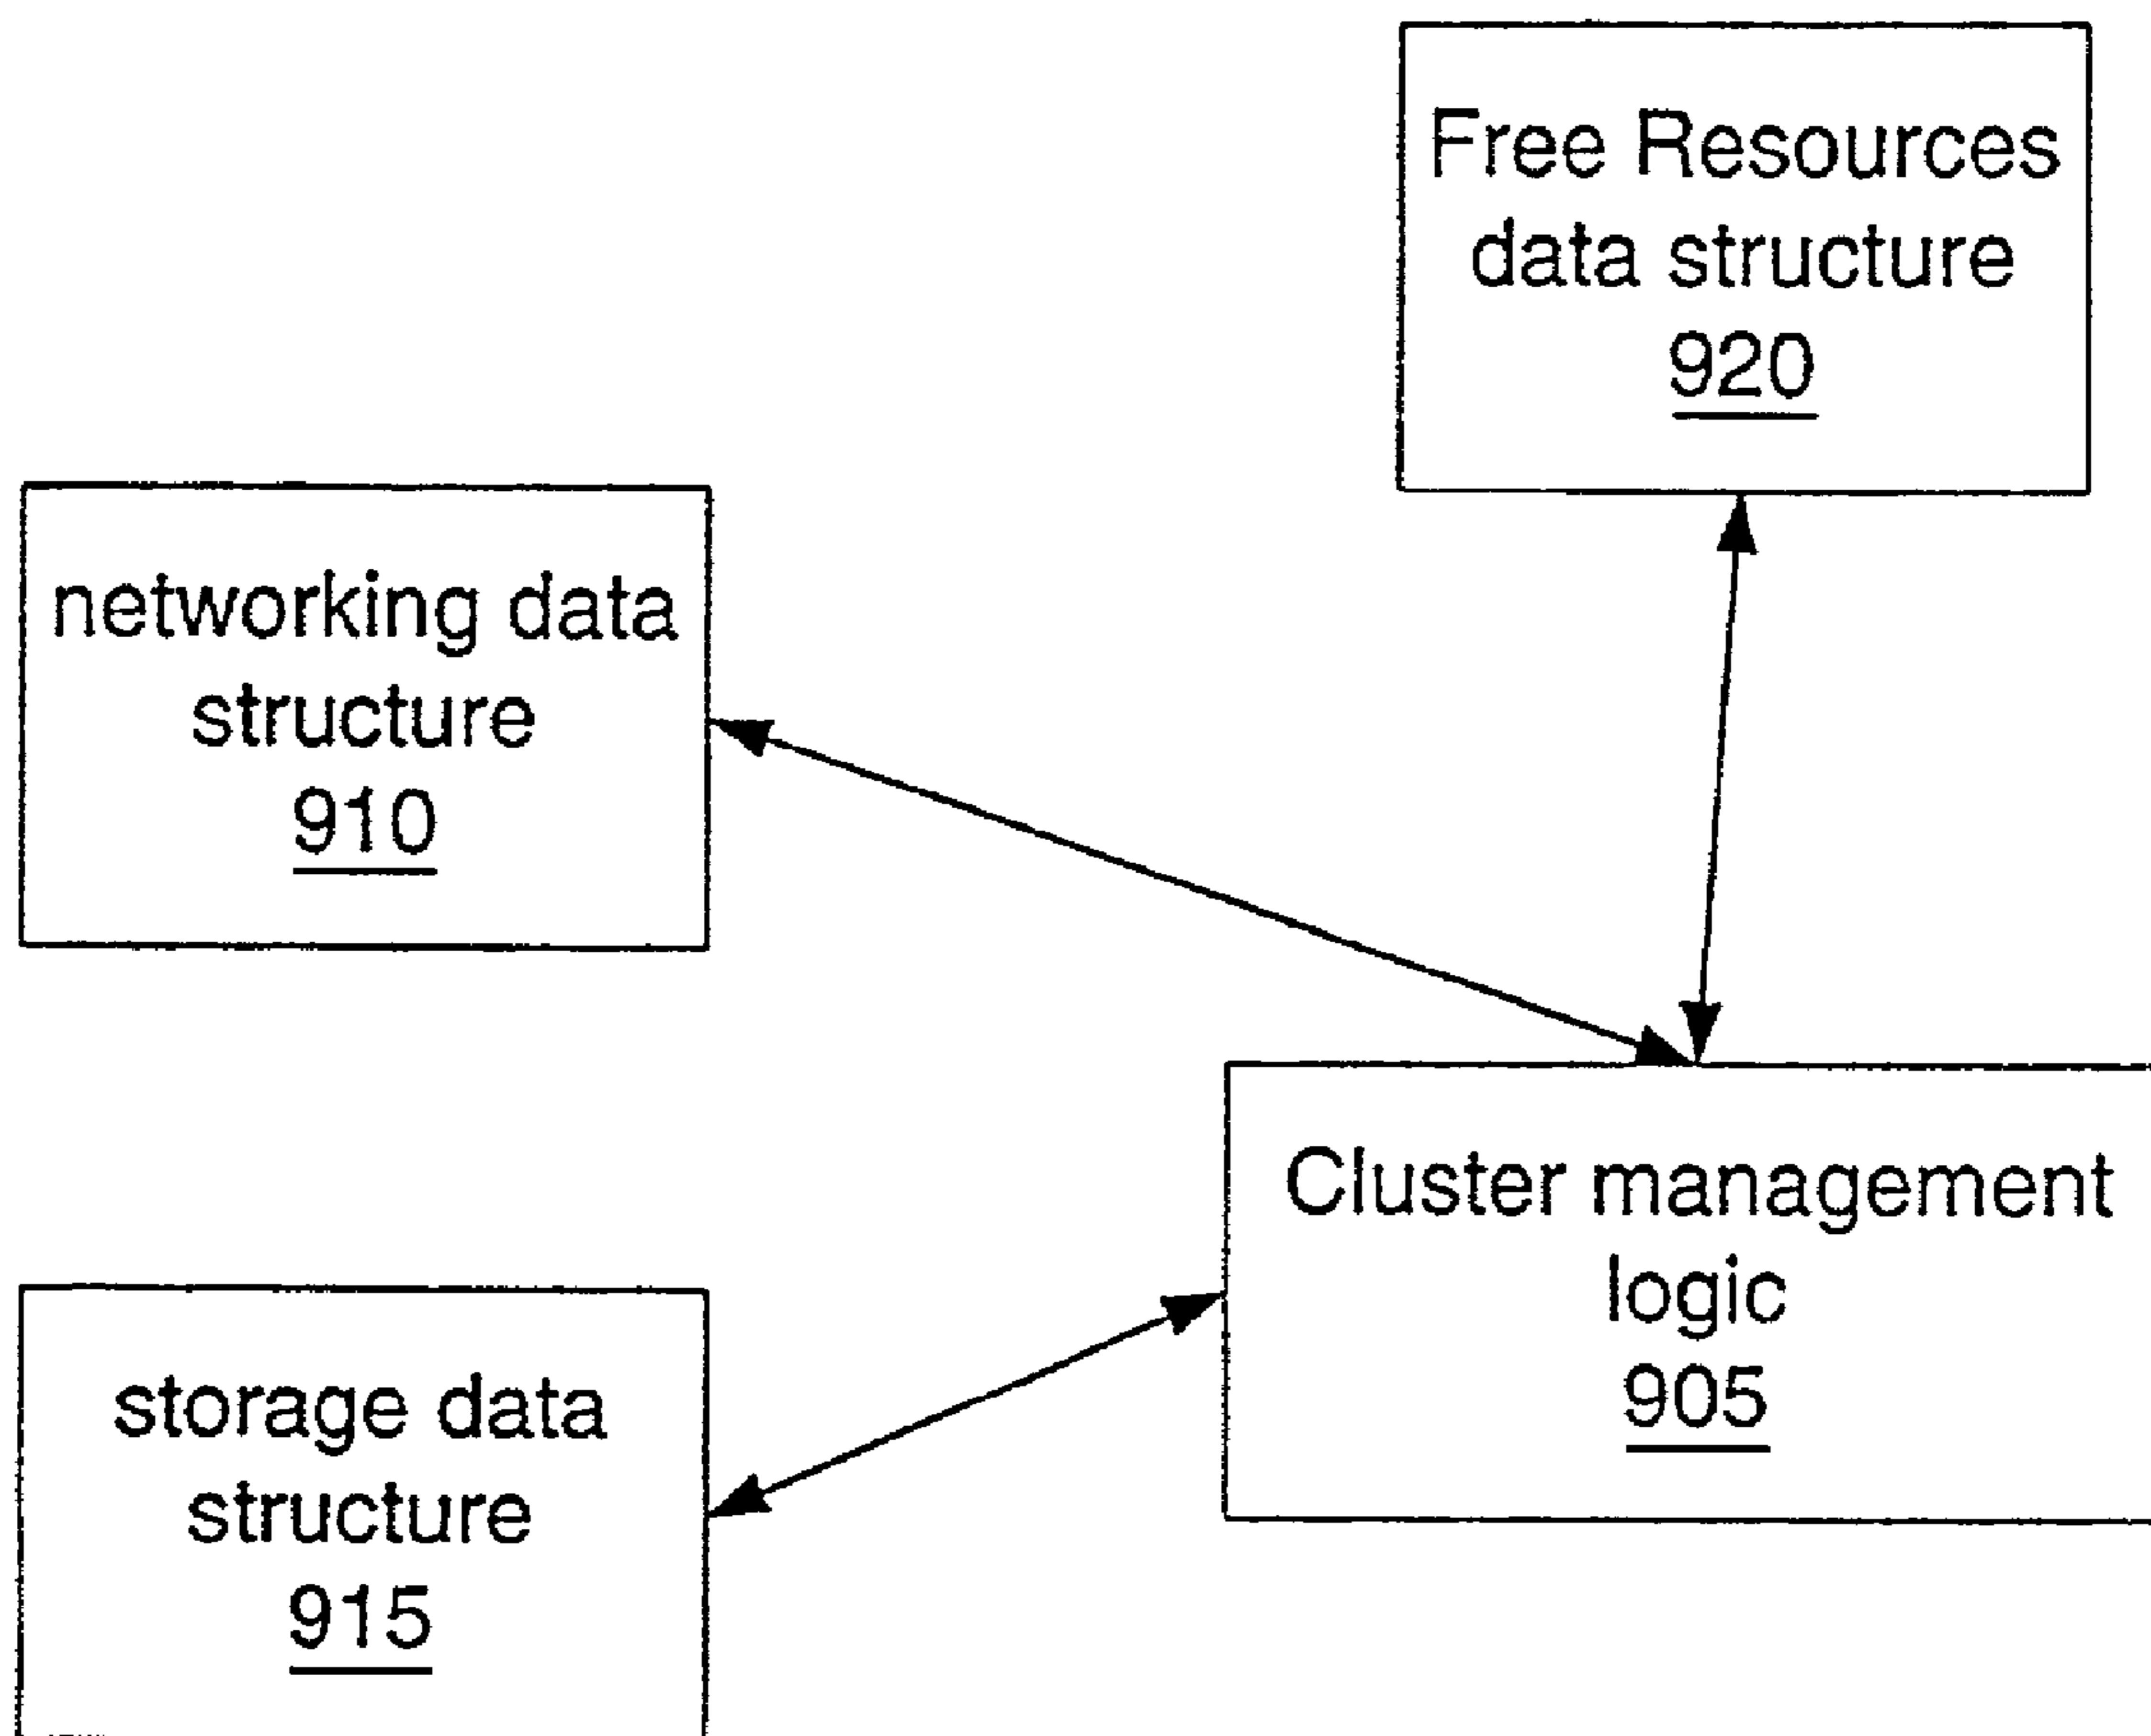 Free Resources
data structure
920
networking data
structure
910
Cluster management
logic
905
storage data
structure
915